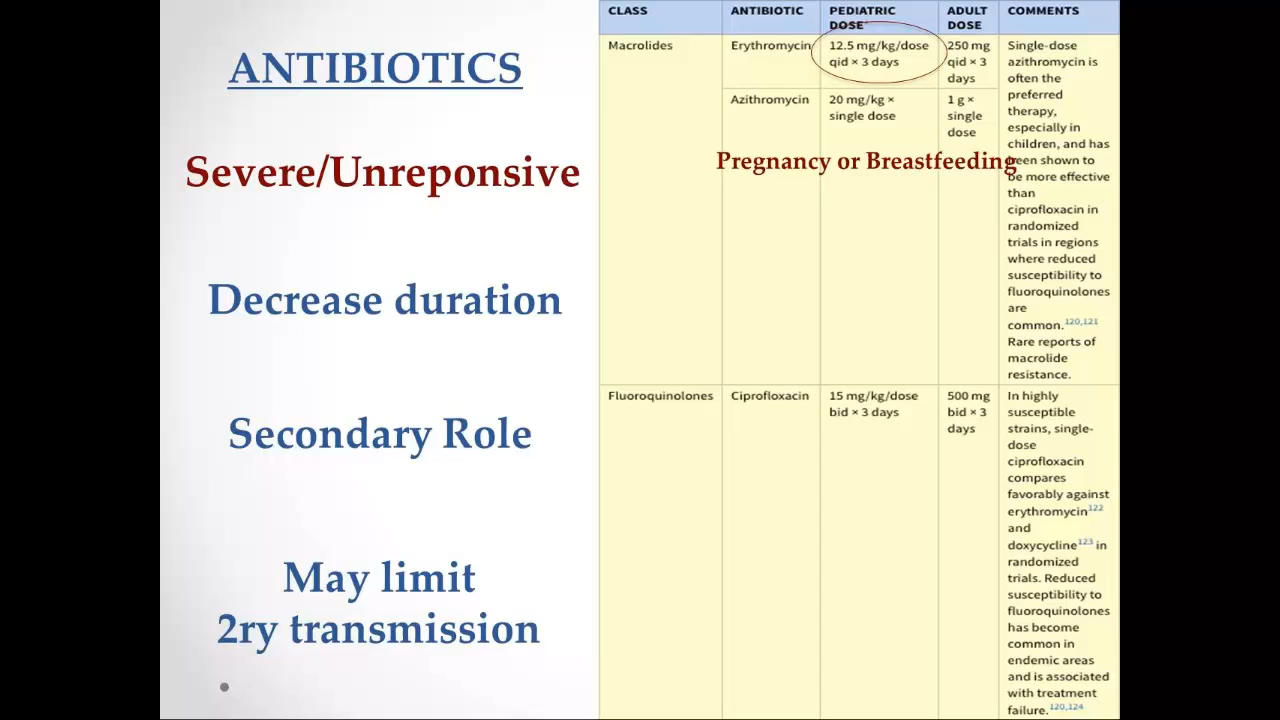 ANTIBIOTICS
Severe/Unreponsive
Decrease duration
Secondary Role
May limit
2ry transmission
CLASS
ANTIBIOTIC
PEDIATRIC
DOSE
ADULT
DOSE
COMMENTS
Macrolides
Erythromycin
12.5 mg/kg/dose
qid × 3 days
250 mg
qid × 3
days
Single-dose
azithromycin is
often the
preferred
therapy,
especially in
children, and has
been shown to
be more effective
than
ciprofloxacin in
randomized
trials in regions
where reduced
susceptibility to
fluoroquinolones
are
common.120,121
Rare reports of
macrolide
resistance.
Azithromycin
20 mg/kg ×
single dose
1 g ×
single
dose
Pregnancy or Breastfeeding
Fluoroquinolones
Ciprofloxacin
15 mg/kg/dose
bid × 3 days
500 mg
bid × 3
days
In highly
susceptible
strains, single-
dose
ciprofloxacin
compares
favorably against
erythromycin122
and
doxycycline123 in
randomized
trials. Reduced
susceptibility to
fluoroquinolones
has become
common in
endemic areas
and is associated
with treatment
failure.120,124